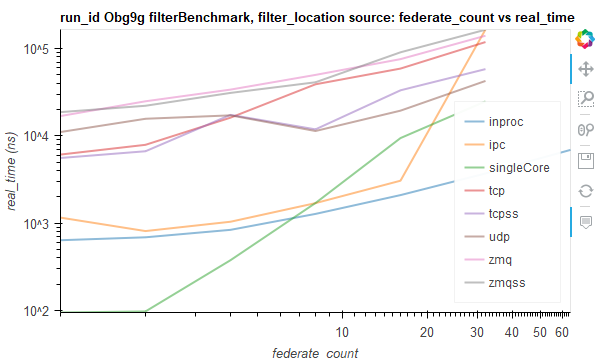 run_id Obg9g filterBenchmark, filter_location source: federate_count vs real_time
10^5
10^4
10^3
10^2
real_time (ns)
inproc
ipc
singleCore
tcp
tcpss
udp
zmq
zmqss
10
20
30
40
50
60
federate_count